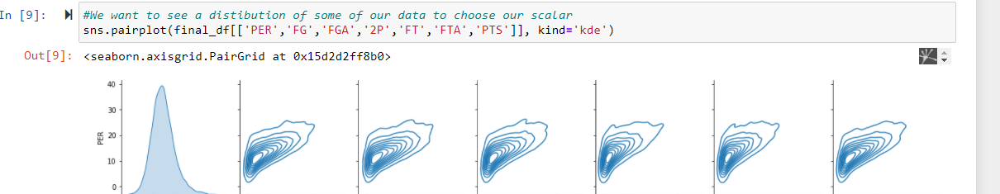 In [9]:
#We want to see a distibution of some of our data to choose our scalar
sns.pairplot(final_df[['PER','FG','FGA','2P','FT','FTA','PTS']], kind='kde')
Out[9]: <seaborn.axisgrid.PairGrid at 0x15d2d2ff8b0>
40
30
20
10
0
PER